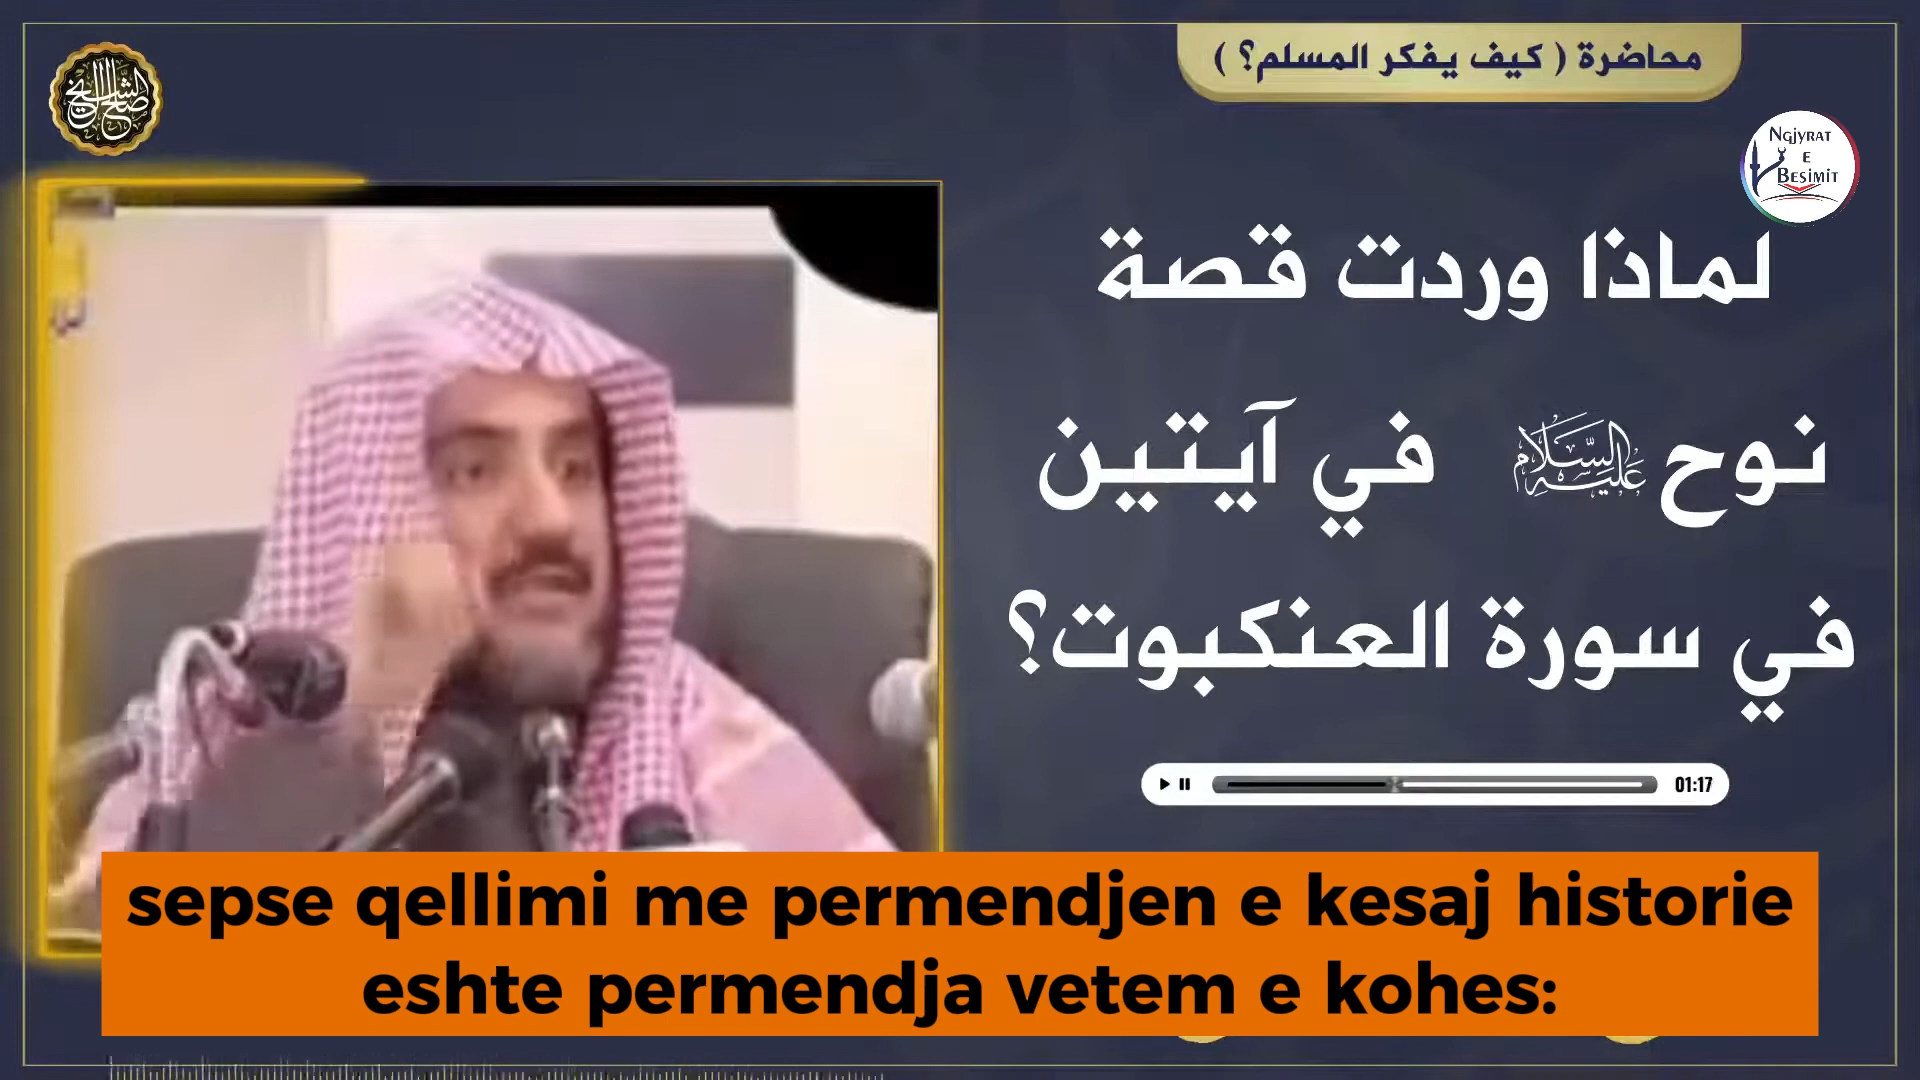 محاضرة ( كيف يفكر المسلم؟ )
NGJYRAT
E
BESIMIT
لماذا وردت قصة
نوح عليه السلام في آيتين
في سورة العنكبوت؟
01:17
sepse qellimi me permendjen e kesaj historie
eshte permendja vetem e kohes: